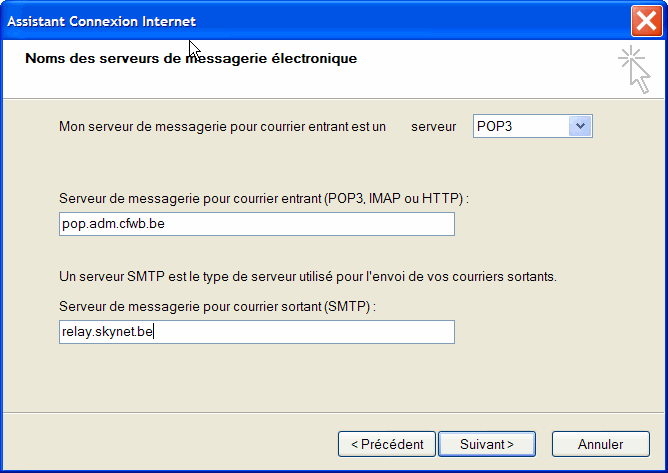 Assistant Connexion Internet
Noms des serveurs de messagerie électronique
Mon serveur de messagerie pour courrier entrant est un serveur POP3
Serveur de messagerie pour courrier entrant (POP3, IMAP ou HTTP) :
pop.adm.cfwb.be
Un serveur SMTP est le type de serveur utilisé pour l'envoi de vos courriers sortants.
Serveur de messagerie pour courrier sortant (SMTP) :
relay.skynet.be
< Précédent Suivant > Annuler